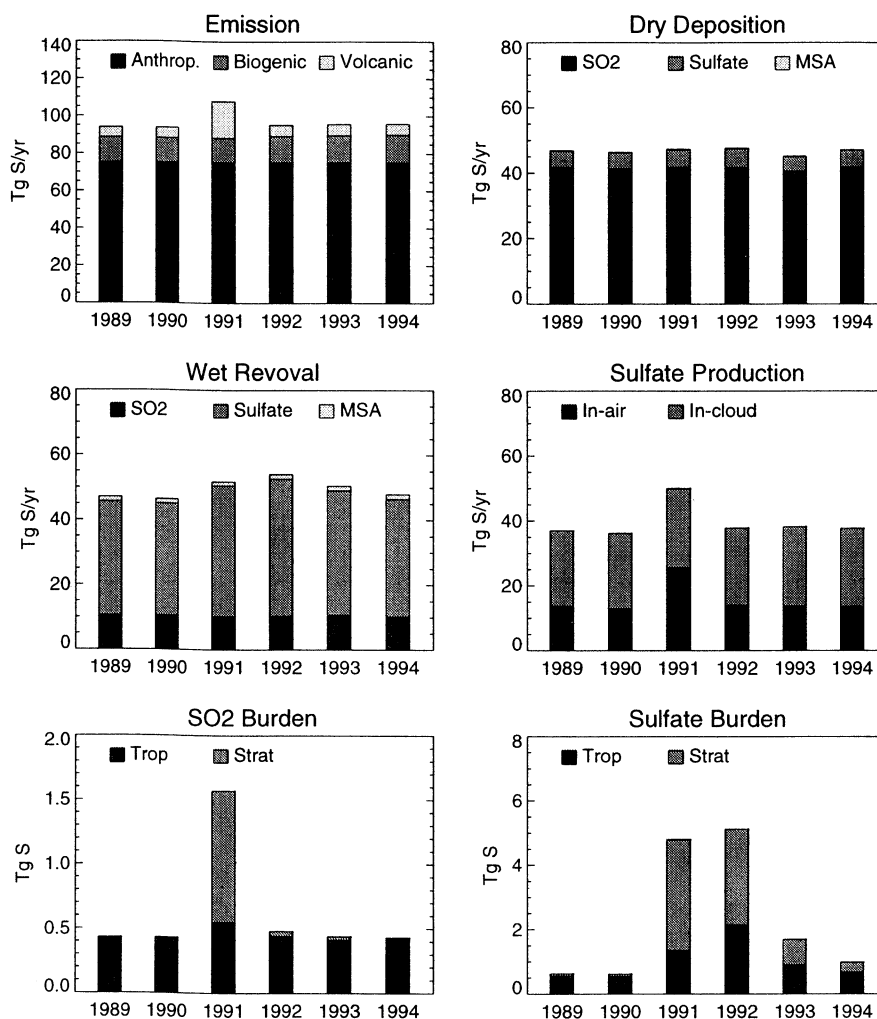 Emission
140
120
100
80
60
40
20
0
Tg S/yr
Anthrop. Biogenic Volcanic
1989 1990 1991 1992 1993 1994
Dry Deposition
80
60
40
20
0
Tg S/yr
SO2 Sulfate MSA
1989 1990 1991 1992 1993 1994
Wet Revoval
80
60
40
20
0
Tg S/yr
SO2 Sulfate MSA
1989 1990 1991 1992 1993 1994
Sulfate Production
80
60
40
20
0
Tg S/yr
In-air In-cloud
1989 1990 1991 1992 1993 1994
SO2 Burden
2.0
1.5
1.0
0.5
0.0
Tg S
Trop Strat
1989 1990 1991 1992 1993 1994
Sulfate Burden
8
6
4
2
0
Tg S
Trop Strat
1989 1990 1991 1992 1993 1994